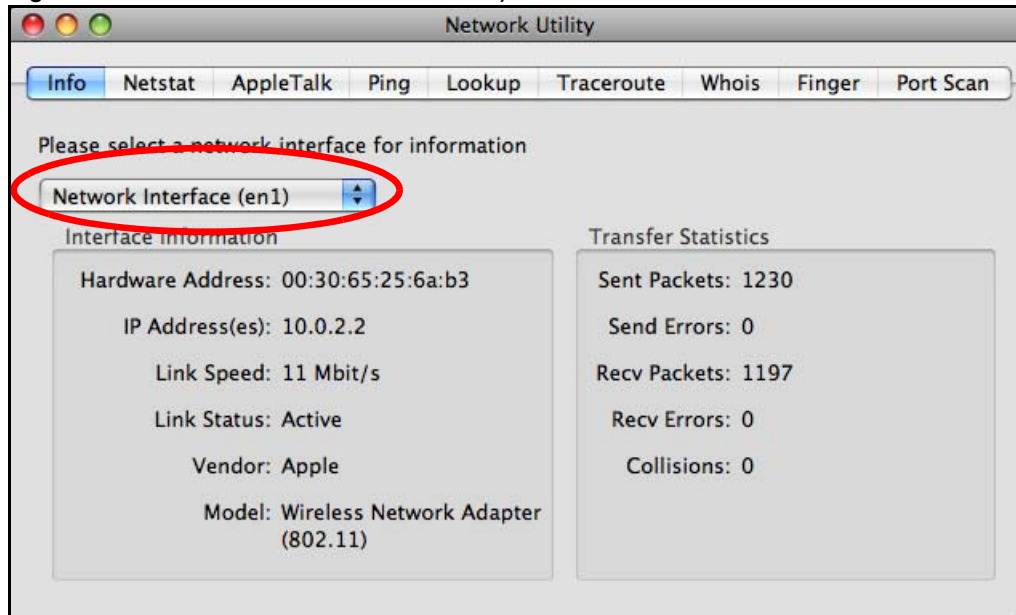 Network Utility
Info Netstat AppleTalk Ping Lookup Traceroute Whois Finger Port Scan
Please select a network interface for information
Network Interface (en1)
Interface Information
Hardware Address: 00:30:65:25:6a:b3
IP Address(es): 10.0.2.2
Link Speed: 11 Mbit/s
Link Status: Active
Vendor: Apple
Model: Wireless Network Adapter
(802.11)
Transfer Statistics
Sent Packets: 1230
Send Errors: 0
Recv Packets: 1197
Recv Errors: 0
Collisions: 0